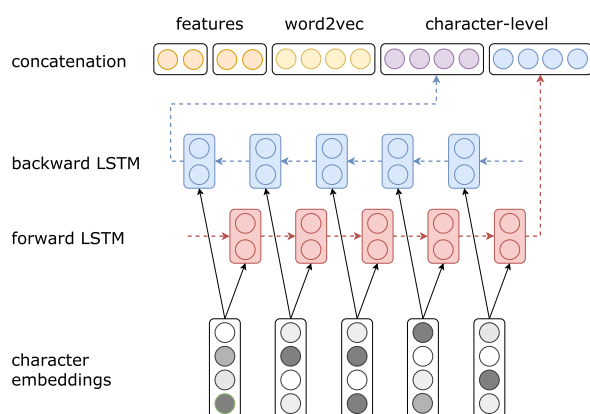 features word2vec character-level
concatenation
backward LSTM
forward LSTM
character
embeddings